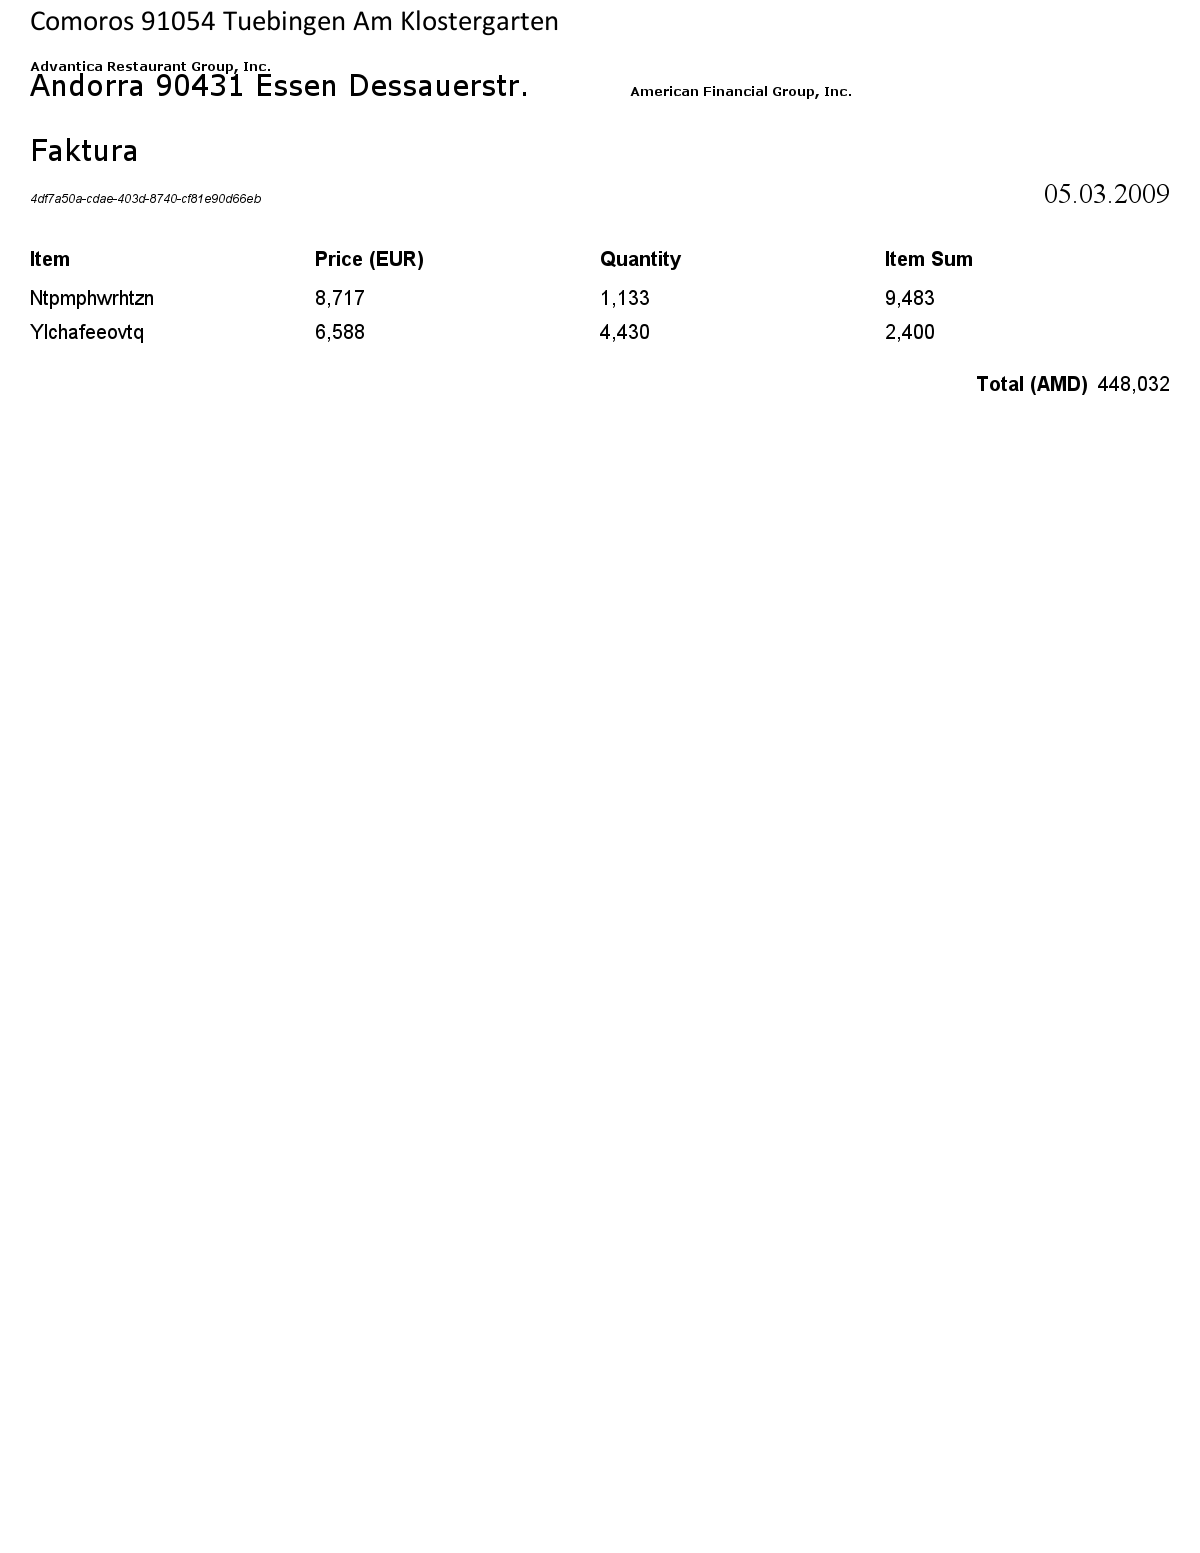 Comoros 91054 Tuebingen Am Klostergarten
Advantica Restaurant Group, Inc.
Andorra 90431 Essen Dessauerstr. American Financial Group, Inc.
Faktura
4df7a50a-cdae-403d-8740-cf81e90d66eb 05.03.2009
Item Price (EUR) Quantity Item Sum
Ntpmphwrhtzn 8,717 1,133 9,483
Ylchafeeovtq 6,588 4,430 2,400
Total (AMD) 448,032